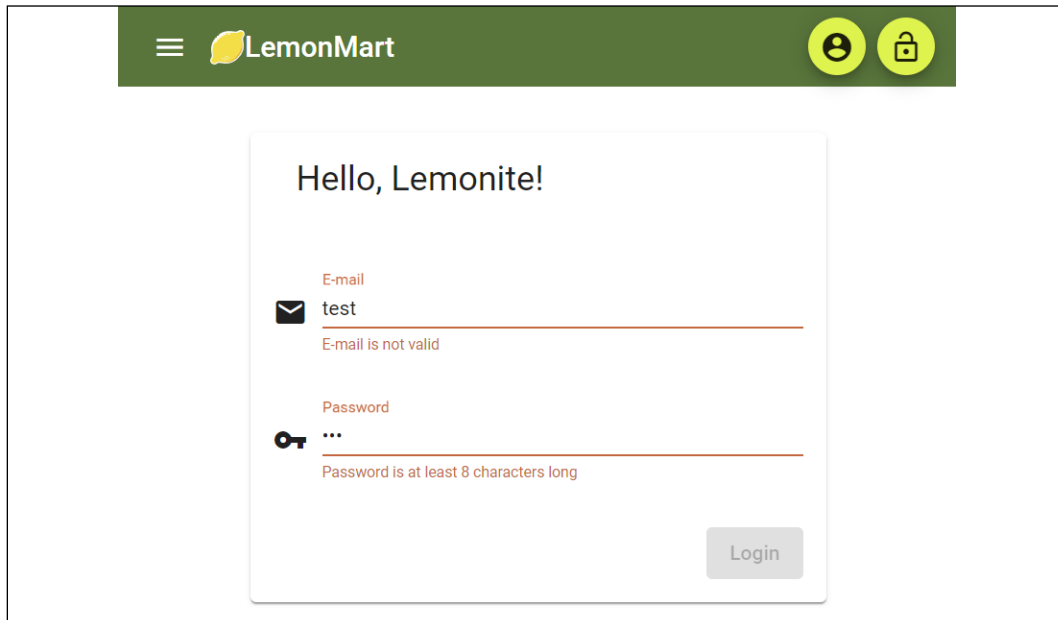 LemonMart
Hello, Lemonite!
E-mail
test
E-mail is not valid
Password
•••
Password is at least 8 characters long
Login